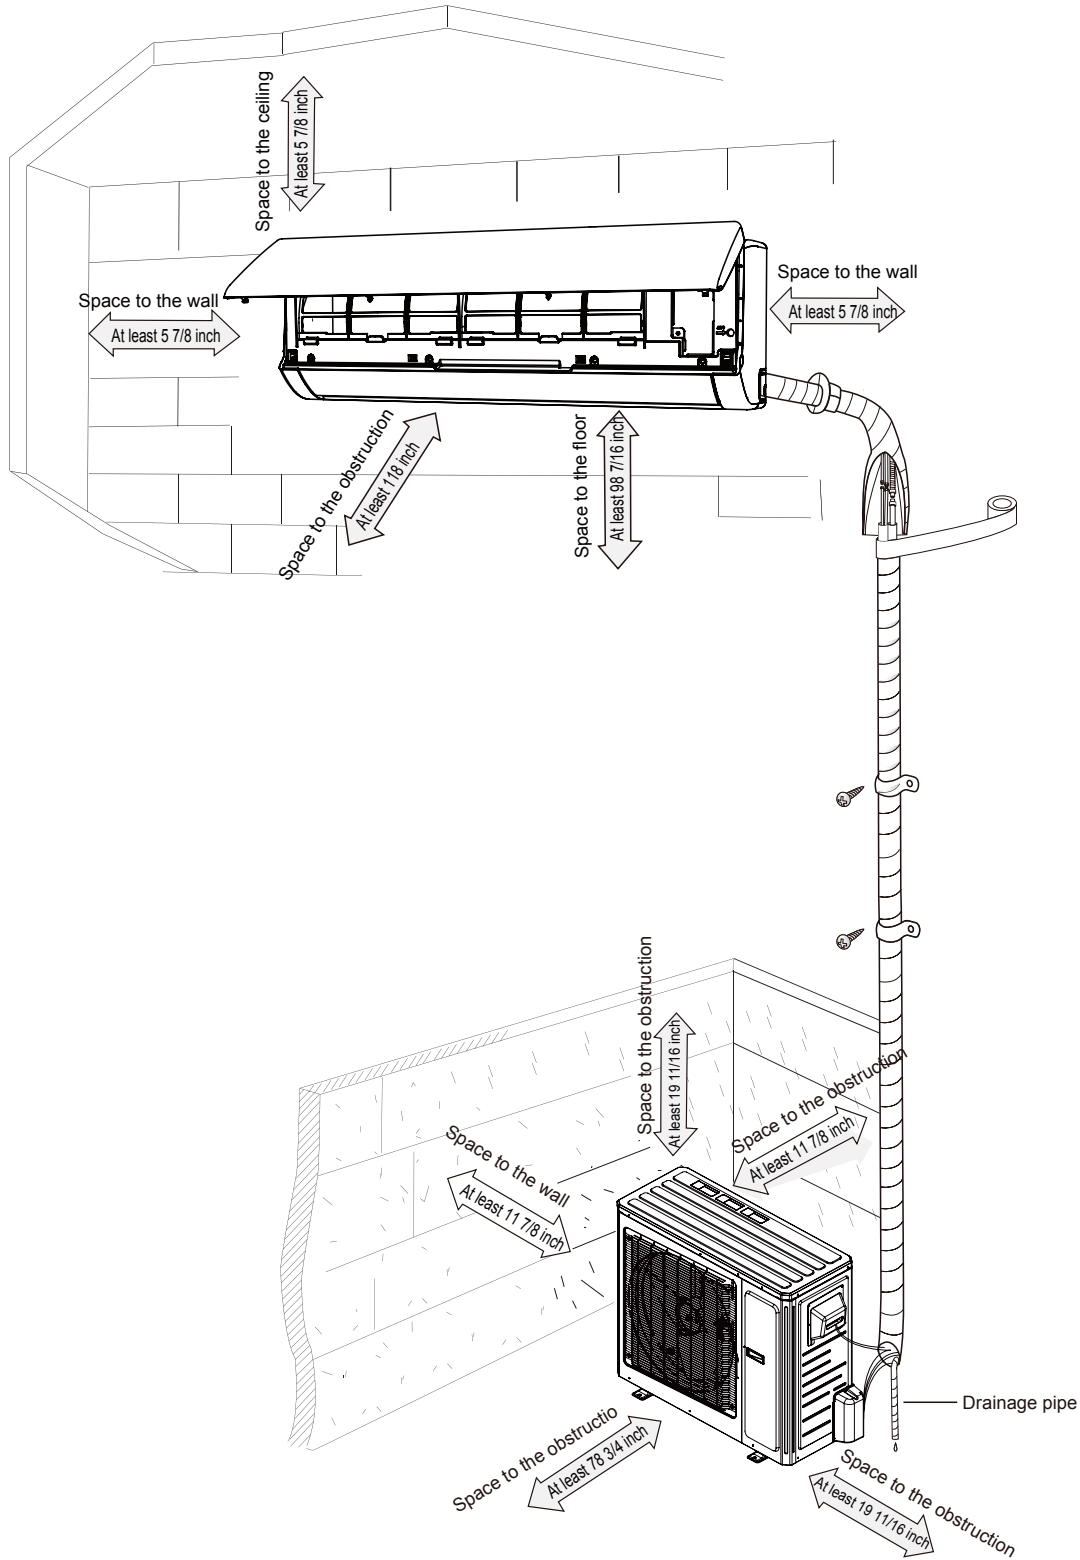 Space to the ceiling
At least 5 7/8 inch
Space to the wall
At least 5 7/8 inch
Space to the wall
At least 5 7/8 inch
Space to the obstruction
At least 118 inch
Space to the floor
At least 98 7/16 inch
Space to the obstruction
At least 19 11/16 inch
Space to the obstruction
At least 11 7/8 inch
Space to the wall
At least 11 7/8 inch
Drainage pipe
Space to the obstructio
At least 78 3/4 inch
Space to the obstruction
At least 19 11/16 inch